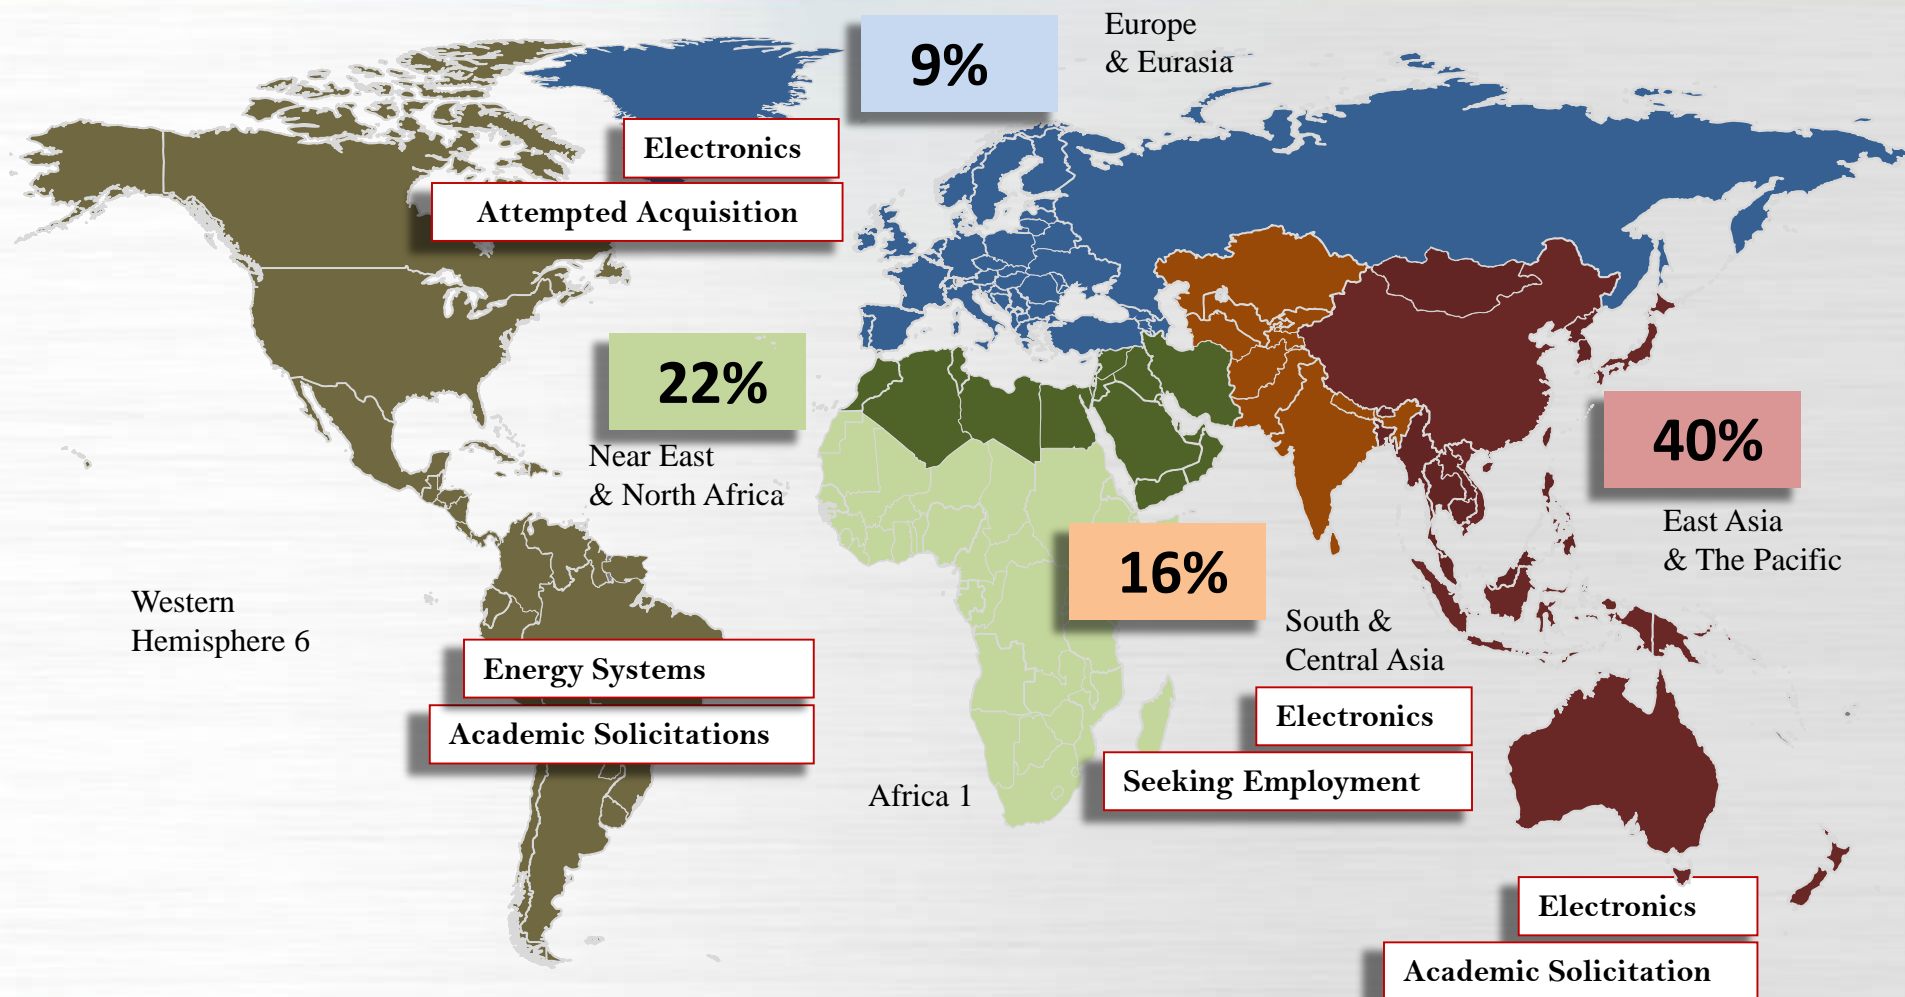 Europe
& Eurasia
9%
Electronics
Attempted Acquisition
22%
Near East
& North Africa
40%
East Asia
& The Pacific
16%
South &
Central Asia
Western
Hemisphere 6
Energy Systems
Academic Solicitations
Electronics
Seeking Employment
Africa 1
Electronics
Academic Solicitation